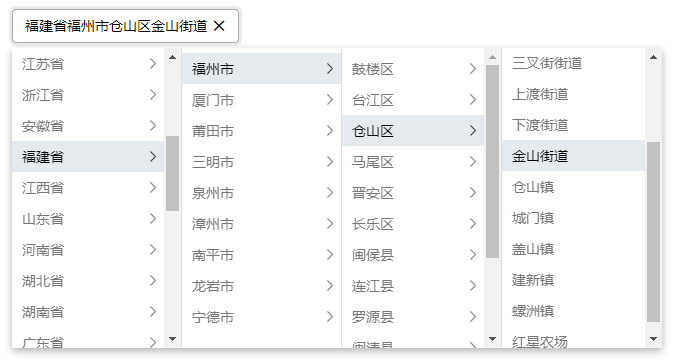 福建省福州市仓山区金山街道
江苏省
浙江省
安徽省
福建省
江西省
山东省
河南省
湖北省
湖南省
广东省
福州市
厦门市
莆田市
三明市
泉州市
漳州市
南平市
龙岩市
宁德市
鼓楼区
台江区
仓山区
马尾区
晋安区
长乐区
闽侯县
连江县
罗源县
闽清县
三叉街街道
上渡街道
下渡街道
金山街道
仓山镇
城门镇
盖山镇
建新镇
螺洲镇
红星农场